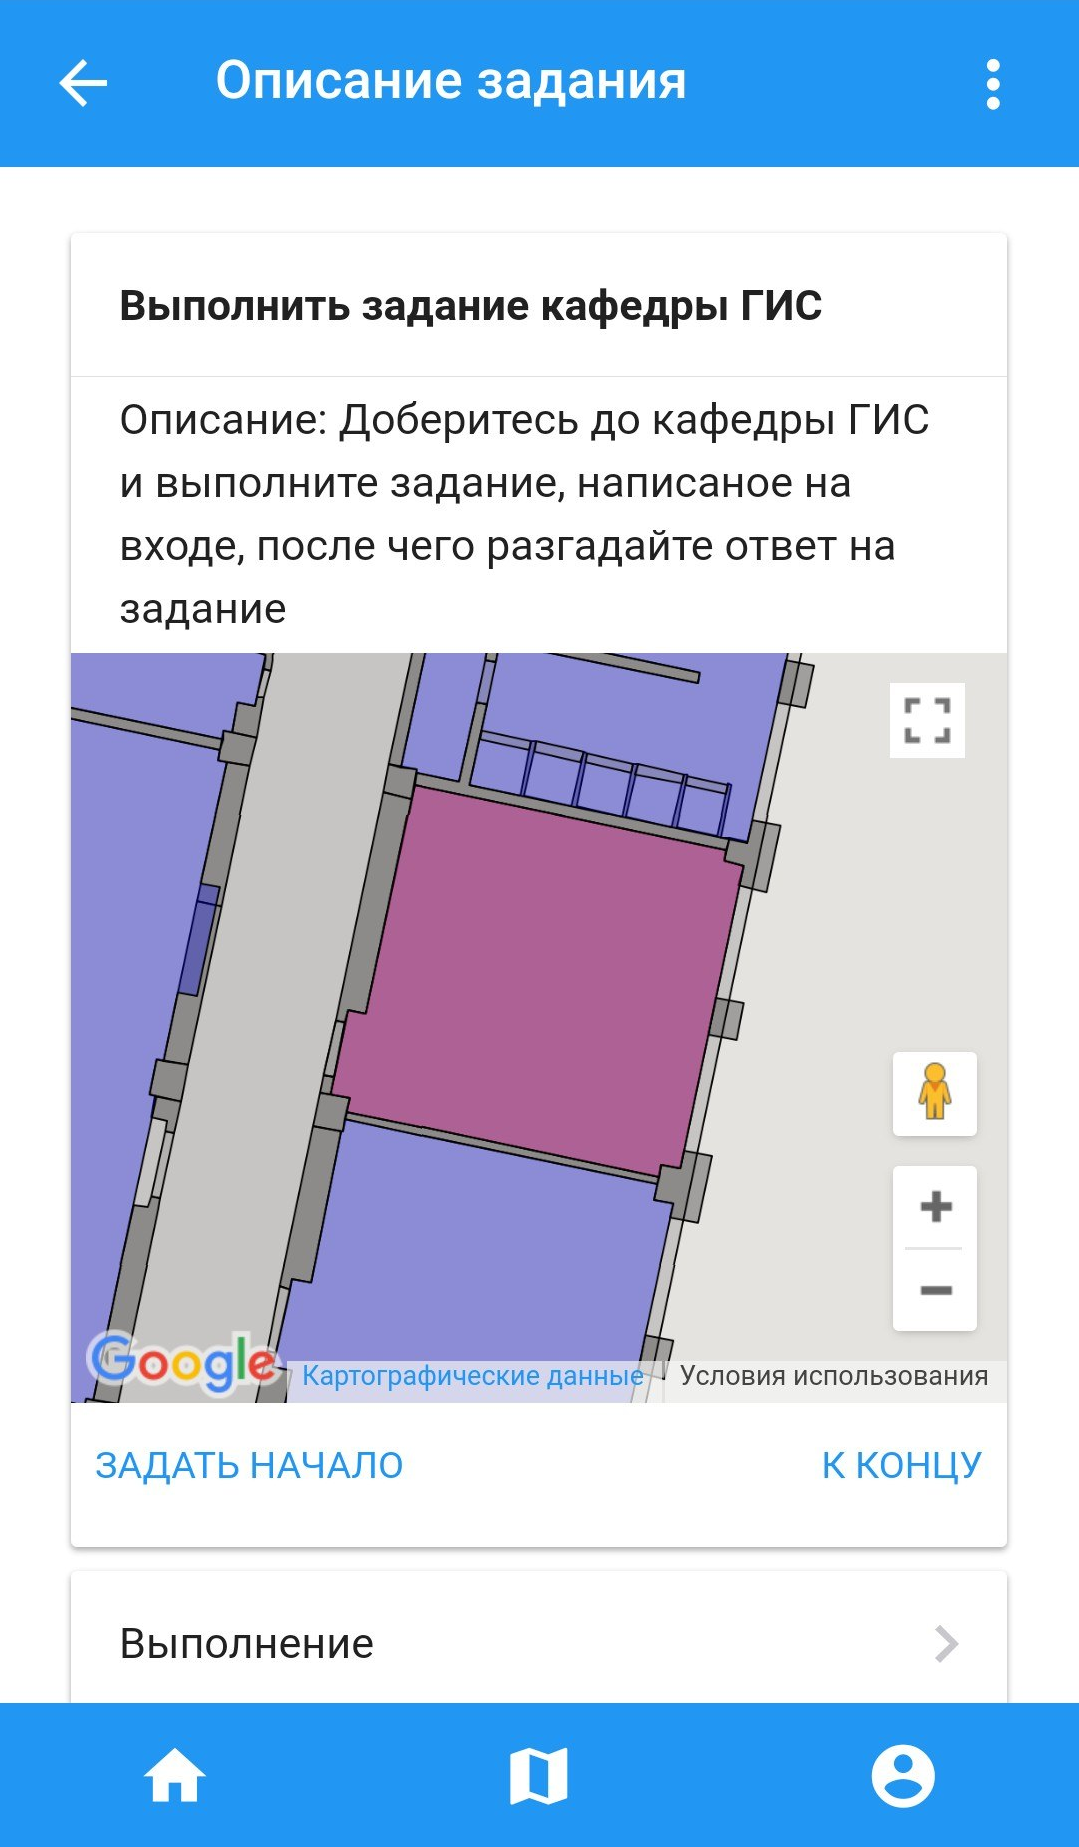 Описание задания
Выполнить задание кафедры ГИС
Описание: Доберитесь до кафедры ГИС
и выполните задание, написаное на
входе, после чего разгадайте ответ на
задание
Google
Картографические данные
Условия использования
ЗАДАТЬ НАЧАЛО
К КОНЦУ
Выполнение